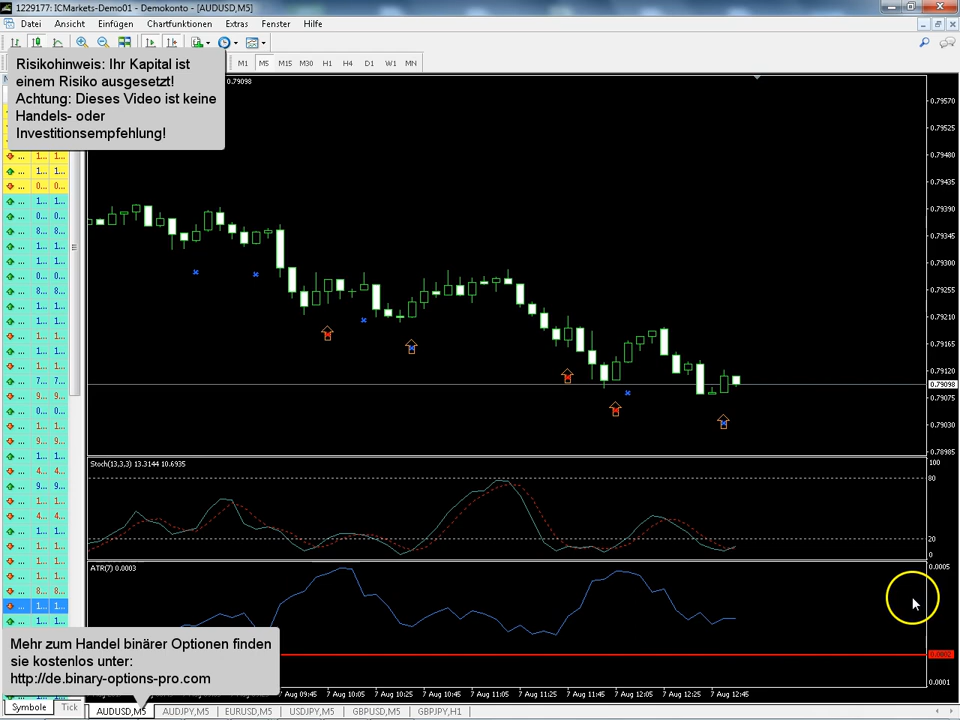 1229177: ICMarkets-Demo01 - Demokonto - [AUDUSD,M5]
Datei Ansicht Einfügen Chartfunktionen Extras Fenster Hilfe
M1 M5 M15 M30 H1 H4 D1 W1 MN
Risikohinweis: Ihr Kapital ist
einem Risiko ausgesetzt!
Achtung: Dieses Video ist keine
Handels- oder
Investitionsempfehlung!
0.79098
0.79570
0.79525
0.79480
0.79435
0.79390
0.79345
0.79300
0.79255
0.79210
0.79165
0.79120
0.79098
0.79075
0.79030
0.78985
Stoch(13,3,3) 13.3144 10.6935
100
80
20
0
ATR(7) 0.0003
0.0005
0.0002
0.0001
Mehr zum Handel binärer Optionen finden
sie kostenlos unter:
http://de.binary-options-pro.com
7 Aug 09:45 7 Aug 10:05 7 Aug 10:25 7 Aug 10:45 7 Aug 11:05 7 Aug 11:25 7 Aug 11:45 7 Aug 12:05 7 Aug 12:25 7 Aug 12:45
Symbole Tick
AUDUSD,M5 AUDJPY,M5 EURUSD,M5 USDJPY,M5 GBPUSD,M5 GBPJPY,H1